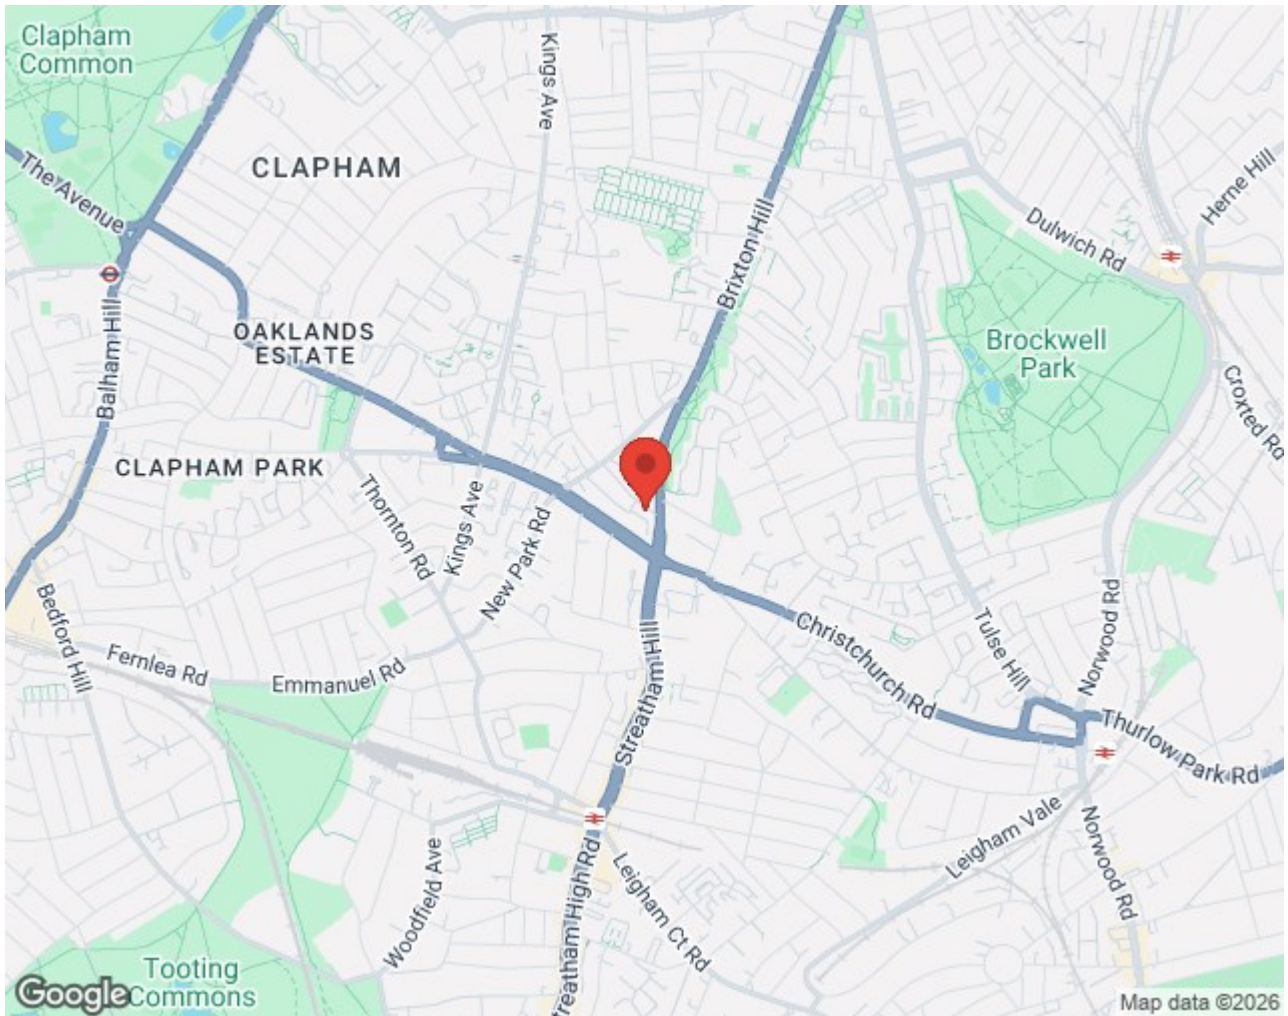 Clapham
Common
Kings Ave
CLAPHAM
The Avenue
Herne Hill
Dulwich Rd
Brixton Hill
OAKLANDS
ESTATE
Brockwell
Park
Balham Hill
Croxted Rd
CLAPHAM PARK
Thornton Rd
Kings Ave
New Park Rd
Bedford Hill
Fernlea Rd
Emmanuel Rd
Streatham Hill
Christchurch Rd
Tulse Hill
Norwood Rd
Thurlow Park Rd
Leigham Vale
Norwood Rd
Woodfield Ave
Streatham High Rd
Leigham Ct Rd
Tooting
Commons
Google
Map data ©2026